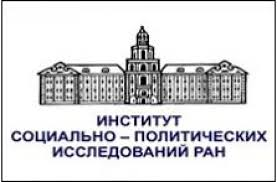 ИНСТИТУТ
СОЦИАЛЬНО – ПОЛИТИЧЕСКИХ
ИССЛЕДОВАНИЙ РАН